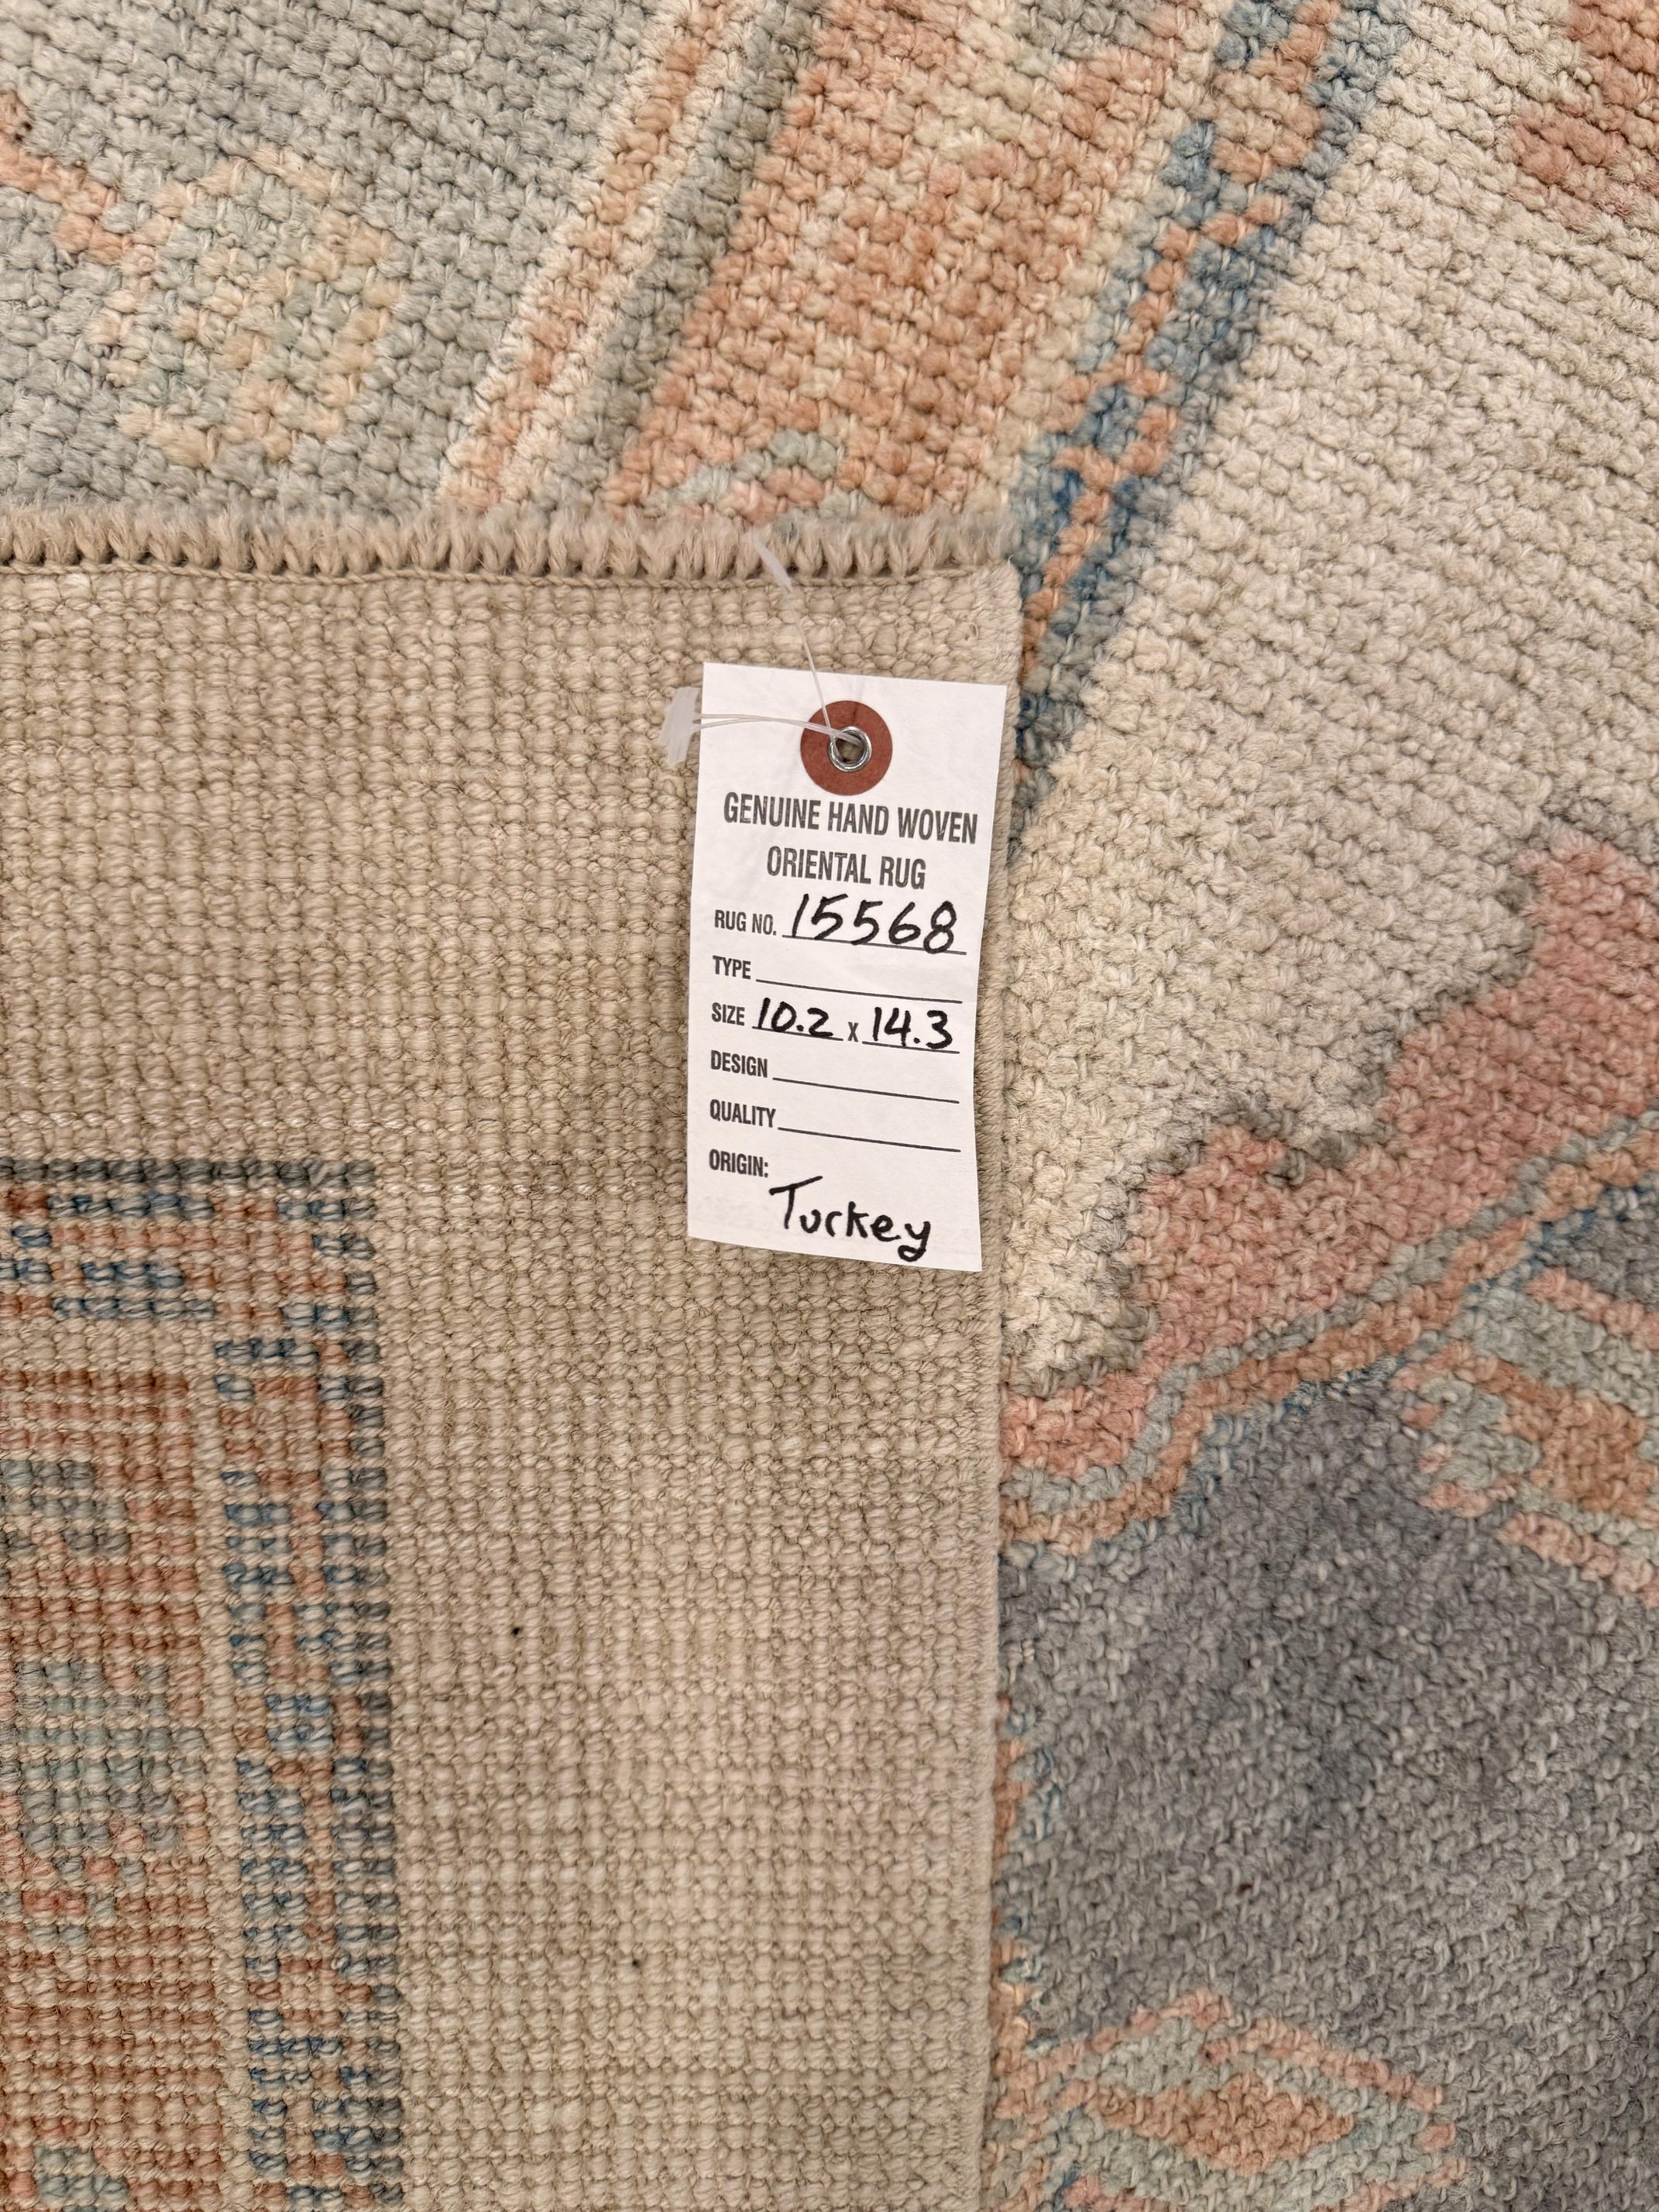 GENUINE HAND WOVEN
ORIENTAL RUG
RUG NO. 15568
TYPE
SIZE 10.2 x 14.3
DESIGN
QUALITY
ORIGIN:
Turkey